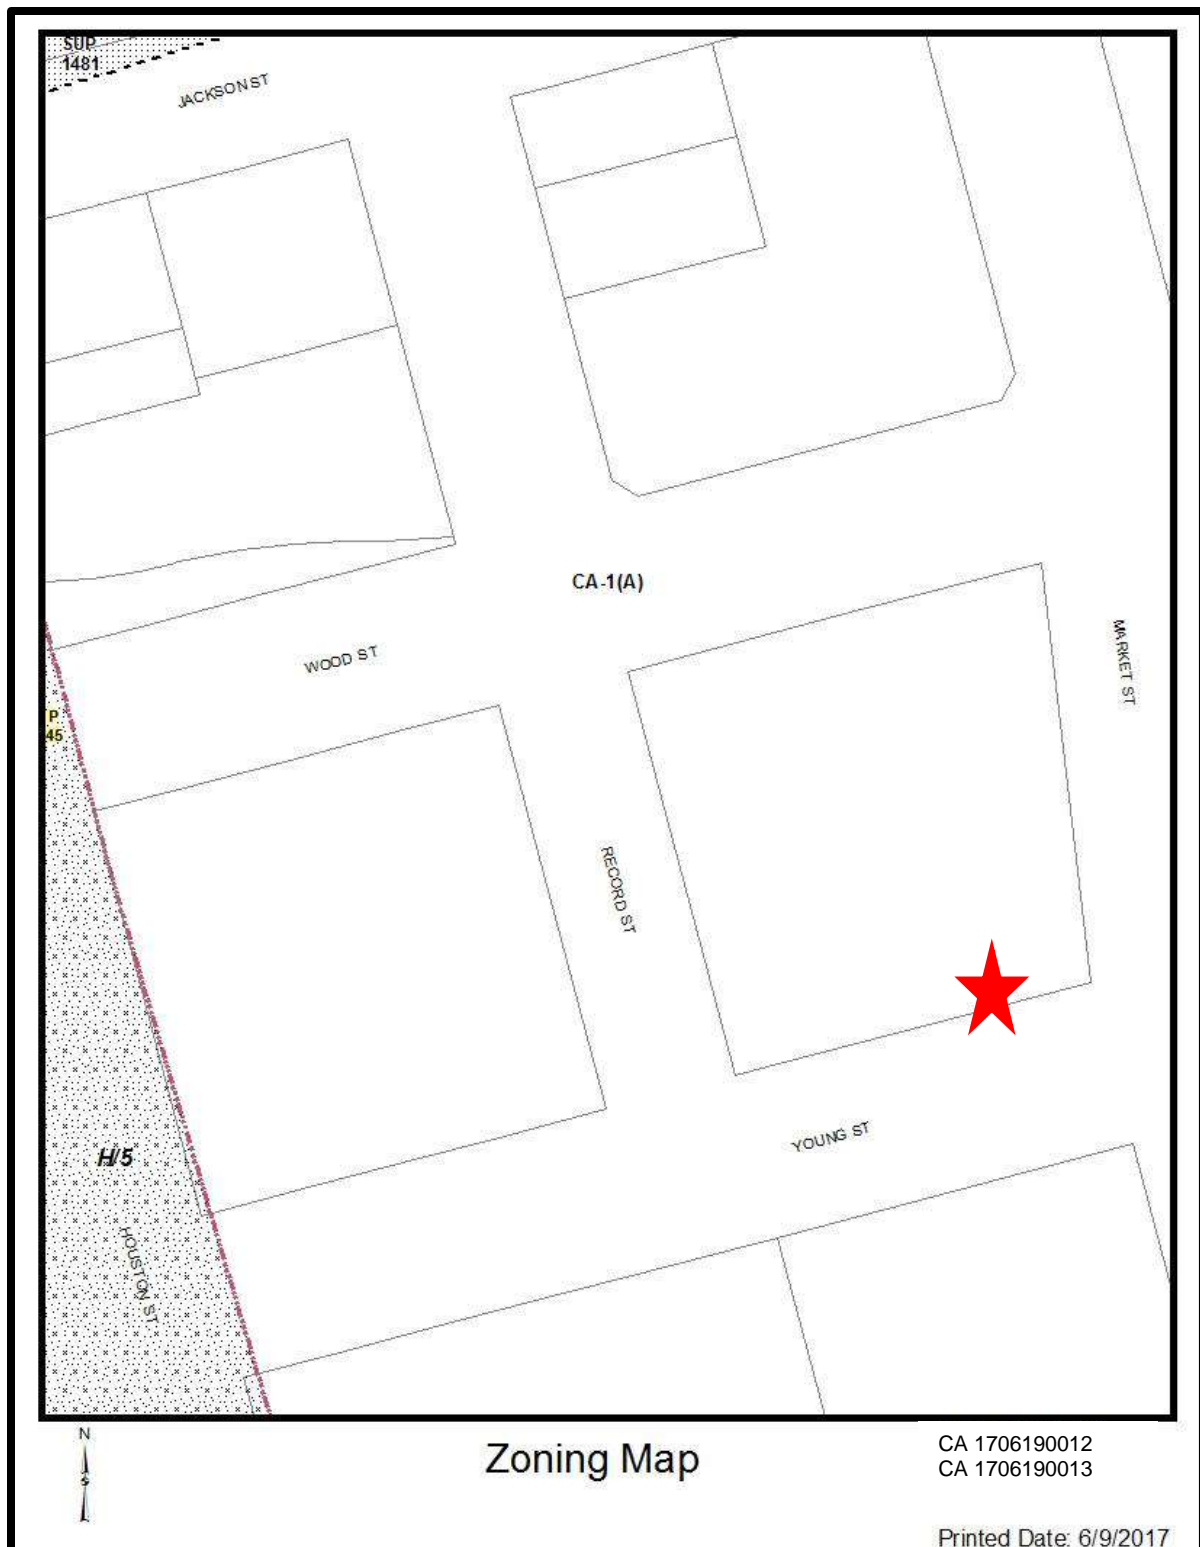 SUP
1481
JACKSON ST
CA-1(A)
MARKET ST
WOOD ST
P
45
RECORD ST
YOUNG ST
H/5
HOUSTON ST
N
S
Zoning Map
CA 1706190012
CA 1706190013
Printed Date: 6/9/2017